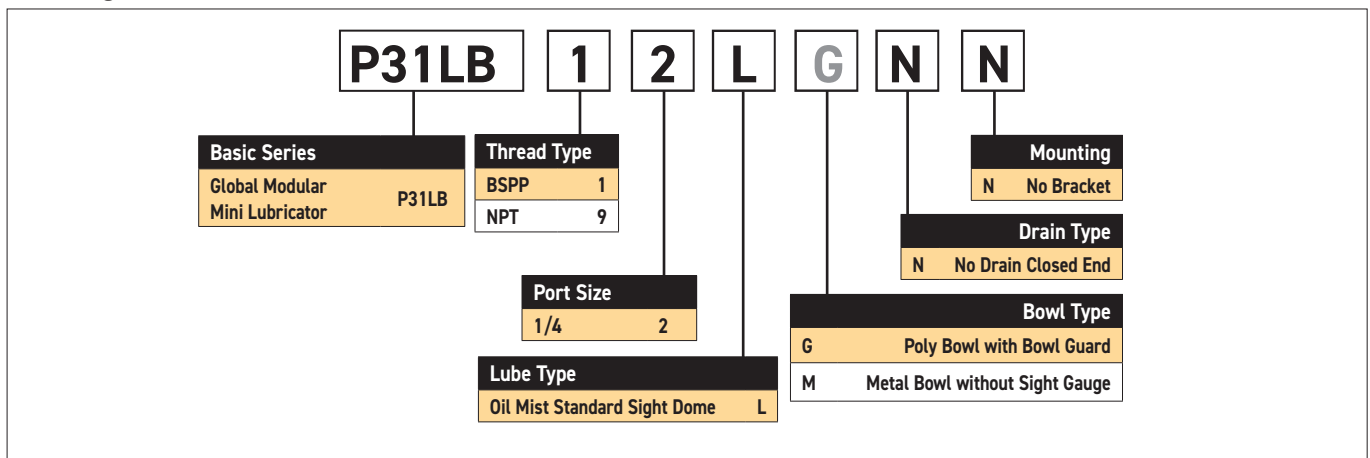 P31LB 1 2 L G N N
Basic Series
Global Modular
Mini Lubricator P31LB
Thread Type
BSPP 1
NPT 9
Mounting
N No Bracket
Drain Type
N No Drain Closed End
Port Size
1/4 2
Bowl Type
G Poly Bowl with Bowl Guard
M Metal Bowl without Sight Gauge
Lube Type
Oil Mist Standard Sight Dome L